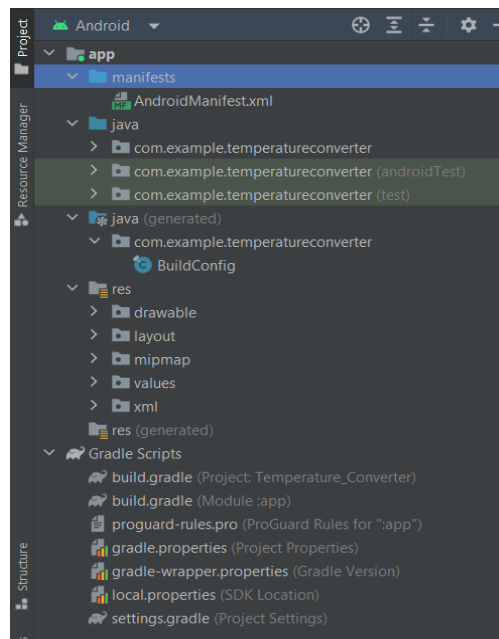 Project
Resource Manager
Structure
Android
app
manifests
MF AndroidManifest.xml
java
com.example.temperatureconverter
com.example.temperatureconverter (androidTest)
com.example.temperatureconverter (test)
java (generated)
com.example.temperatureconverter
C BuildConfig
res
drawable
layout
mipmap
values
xml
res (generated)
Gradle Scripts
build.gradle (Project: Temperature_Converter)
build.gradle (Module :app)
proguard-rules.pro (ProGuard Rules for ":app")
gradle.properties (Project Properties)
gradle-wrapper.properties (Gradle Version)
local.properties (SDK Location)
settings.gradle (Project Settings)